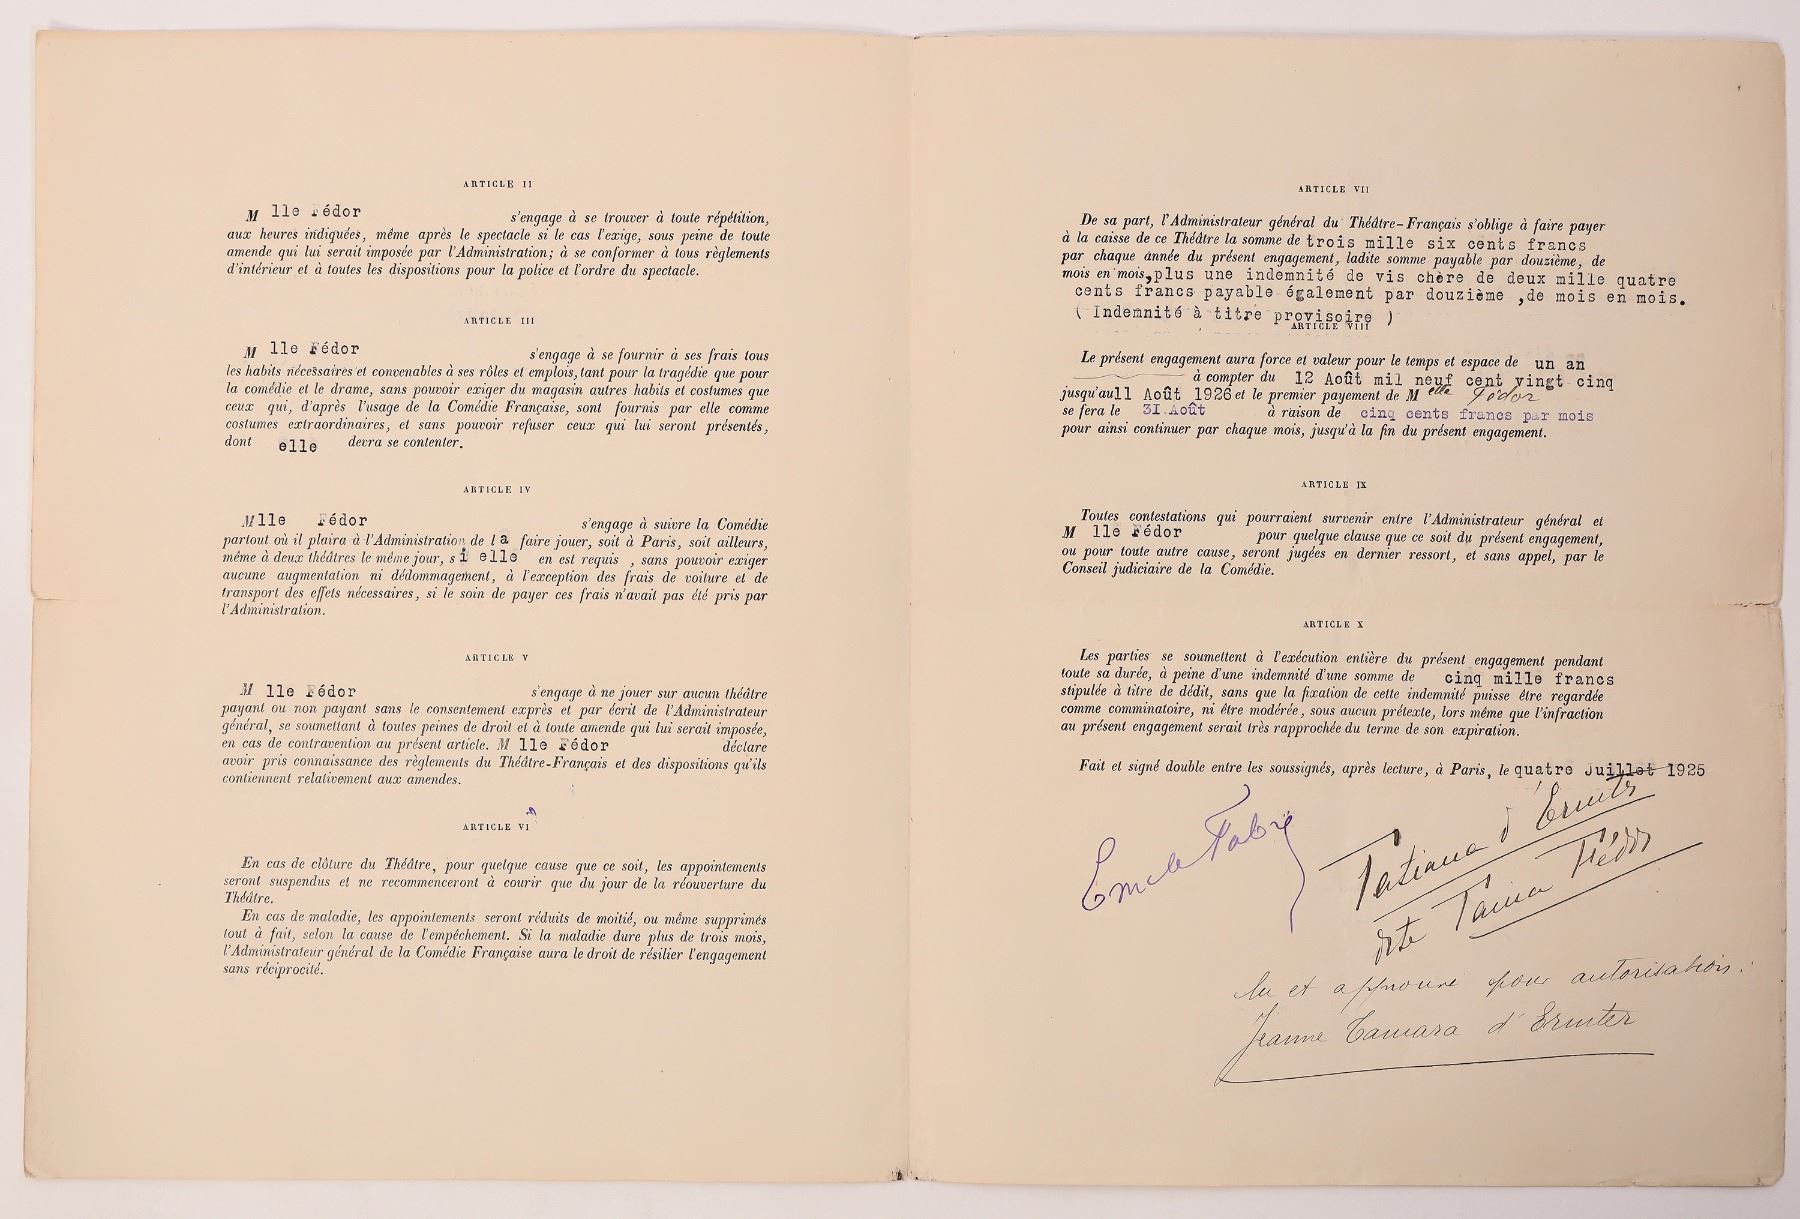 ARTICLE II
Mlle Fédor s'engage à se trouver à toute répétition,
aux heures indiquées, même après le spectacle si le cas l'exige, sous peine de toute
amende qui lui serait imposée par l'Administration; à se conformer à tous règlements
d'intérieur et à toutes les dispositions pour la police et l'ordre du spectacle.
ARTICLE III
Mlle Fédor s'engage à se fournir à ses frais tous
les habits nécessaires et convenables à ses rôles et emplois, tant pour la tragédie que pour
la comédie et le drame, sans pouvoir exiger du magasin autres habits et costumes que
ceux qui, d'après l'usage de la Comédie Française, sont fournis par elle comme
costumes extraordinaires, et sans pouvoir refuser ceux qui lui seront présentés,
dont elle devra se contenter.
ARTICLE IV
Mlle Fédor s'engage à suivre la Comédie
partout où il plaira à l'Administration de la faire jouer, soit à Paris, soit ailleurs,
même à deux théâtres le même jour, si elle en est requis , sans pouvoir exiger
aucune augmentation ni dédommagement, à l'exception des frais de voiture et de
transport des effets nécessaires, si le soin de payer ces frais n'avait pas été pris par
l'Administration.
ARTICLE V
Mlle Fédor s'engage à ne jouer sur aucun théâtre
payant ou non payant sans le consentement exprès et par écrit de l'Administrateur
général, se soumettant à toutes peines de droit et à toute amende qui lui serait imposée,
en cas de contravention au présent article. Mlle Fédor déclare
avoir pris connaissance des règlements du Théâtre-Français et des dispositions qu'ils
contiennent relativement aux amendes.
ARTICLE VI
En cas de clôture du Théâtre, pour quelque cause que ce soit, les appointements
seront suspendus et ne recommenceront à courir que du jour de la réouverture du
Théâtre.
En cas de maladie, les appointements seront réduits de moitié, ou même supprimés
tout à fait, selon la cause de l'empêchement. Si la maladie dure plus de trois mois,
l'Administrateur général de la Comédie Française aura le droit de résilier l'engagement
sans réciprocité.
ARTICLE VII
De sa part, l'Administrateur général du Théâtre-Français s'oblige à faire payer
à la caisse de ce Théâtre la somme de trois mille six cents francs
par chaque année du présent engagement, ladite somme payable par douzième, de
mois en mois, plus une indemnité de vis chère de deux mille quatre
cents francs payable également par douzième ,de mois en mois.
( Indemnité à titre provisoire )
ARTICLE VIII
Le présent engagement aura force et valeur pour le temps et espace de un an
à compter du 12 Août mil neuf cent vingt cinq
jusqu'au 11 Août 1926 et le premier payement de Melle Fédor
se fera le 31 Août à raison de cinq cents francs par mois
pour ainsi continuer par chaque mois, jusqu'à la fin du présent engagement.
ARTICLE IX
Toutes contestations qui pourraient survenir entre l'Administrateur général et
Mlle Fédor pour quelque clause que ce soit du présent engagement,
ou pour toute autre cause, seront jugées en dernier ressort, et sans appel, par le
Conseil judiciaire de la Comédie.
ARTICLE X
Les parties se soumettent à l'exécution entière du présent engagement pendant
toute sa durée, à peine d'une indemnité d'une somme de cinq mille francs
stipulée à titre de dédit, sans que la fixation de cette indemnité puisse être regardée
comme comminatoire, ni être modérée, sous aucun prétexte, lors même que l'infraction
au présent engagement serait très rapprochée du terme de son expiration.
Fait et signé double entre les soussignés, après lecture, à Paris, le quatre Juillet 1925
Emile Fabre
Tatiana d'Ermter
dite Tania Fédor
lu et approuvé pour autorisation:
Jeanne Tamara d'Ermter